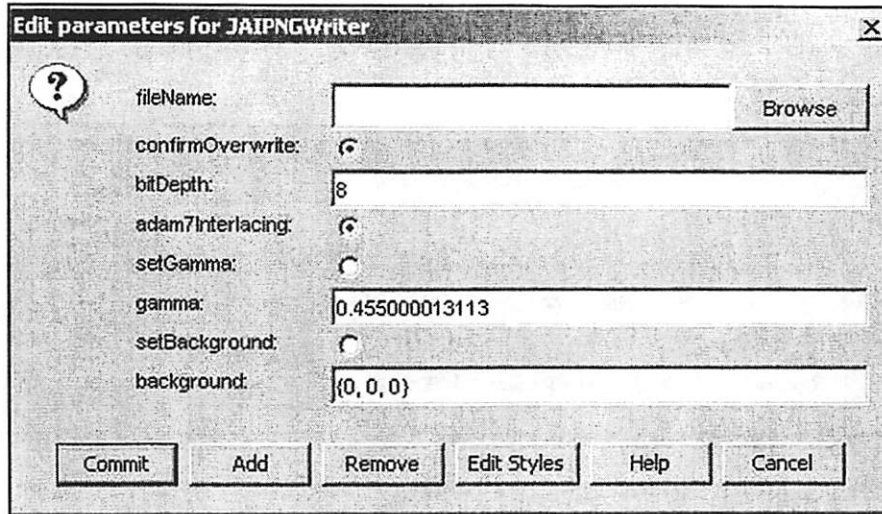 Edit parameters for JAIPNGWriter
?
fileName:
Browse
confirmOverwrite:
bitDepth: 8
adam7Interlacing:
setGamma:
gamma: 0.455000013113
setBackground:
background: {0, 0, 0}
Commit Add Remove Edit Styles Help Cancel